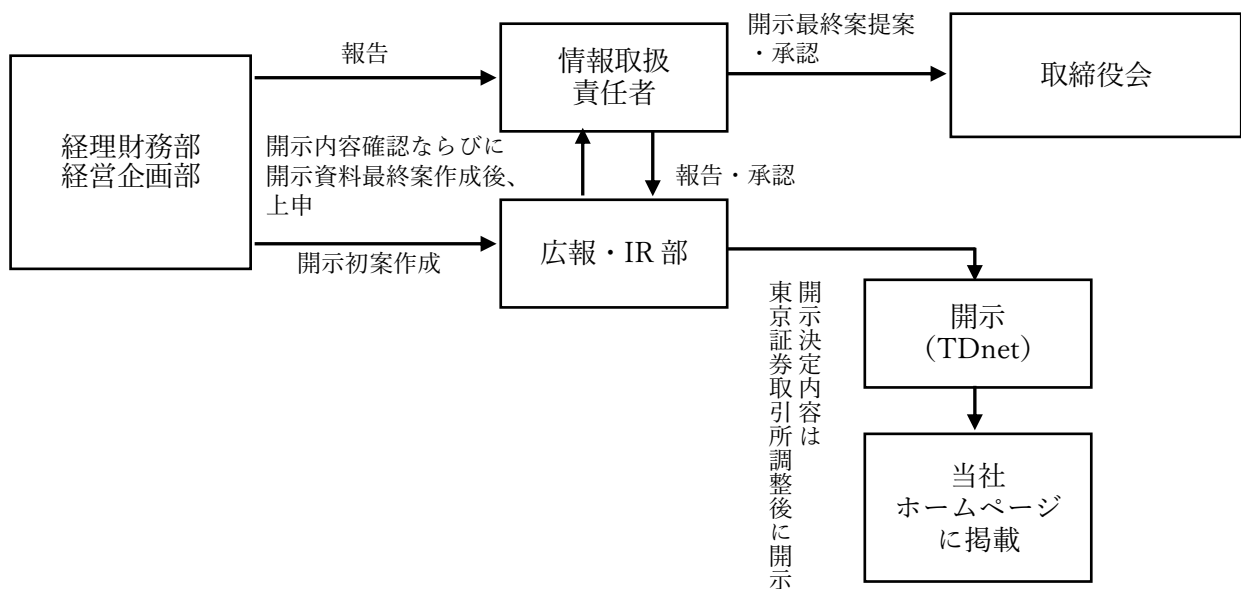 経理財務部
経営企画部
報告
情報取扱
責任者
開示最終案提案
・承認
取締役会
開示内容確認ならびに
開示資料最終案作成後、
上申
報告・承認
開示初案作成
広報・IR 部
開示決定内容は
東京証券取引所調整後に開示
開示
（TDnet）
当社
ホームページ
に掲載